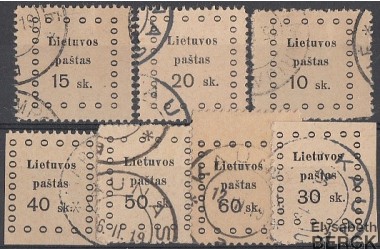 Lietuvos
paštas
15 sk.
Lietuvos
paštas
20 sk.
Lietuvos
paštas
10 sk.
Lietuvos
paštas
40 sk.
Lietuvos
paštas
50 sk.
Lietuvos
paštas
60 sk.
Lietuvos
paštas
30 sk.
Elysabeth
BERCK